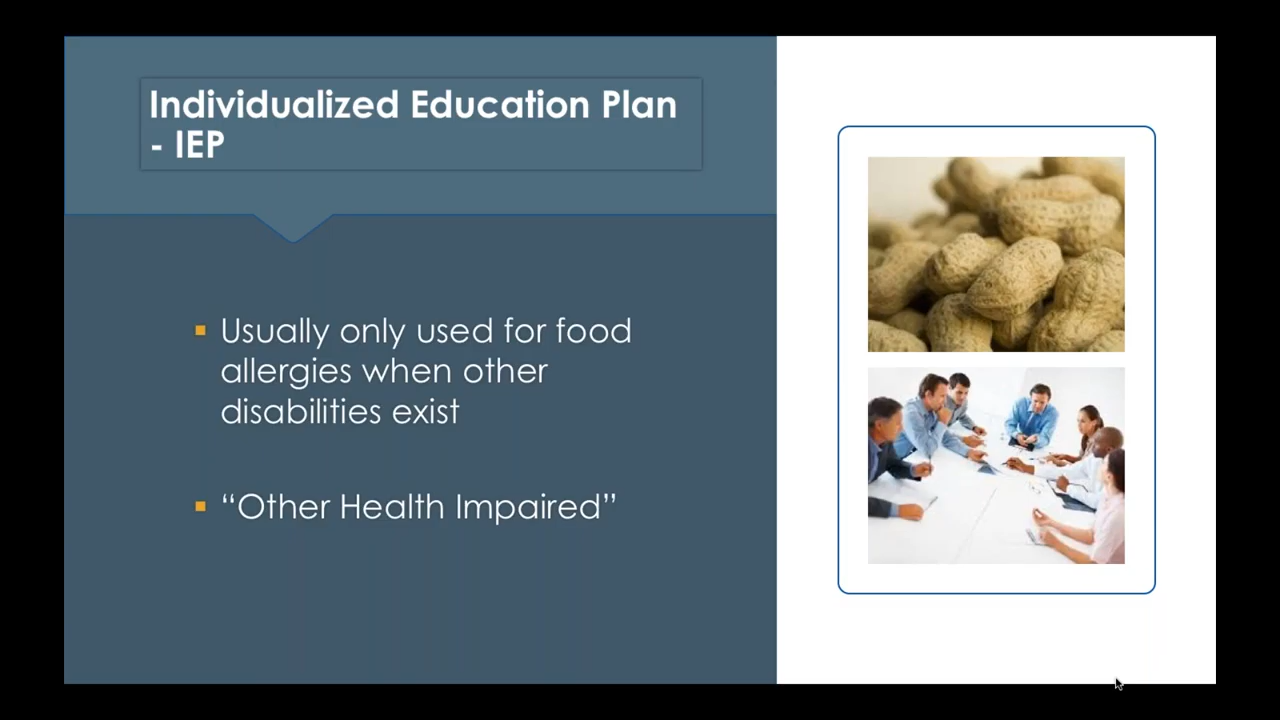 Individualized Education Plan
- IEP
Usually only used for food
allergies when other
disabilities exist
“Other Health Impaired”